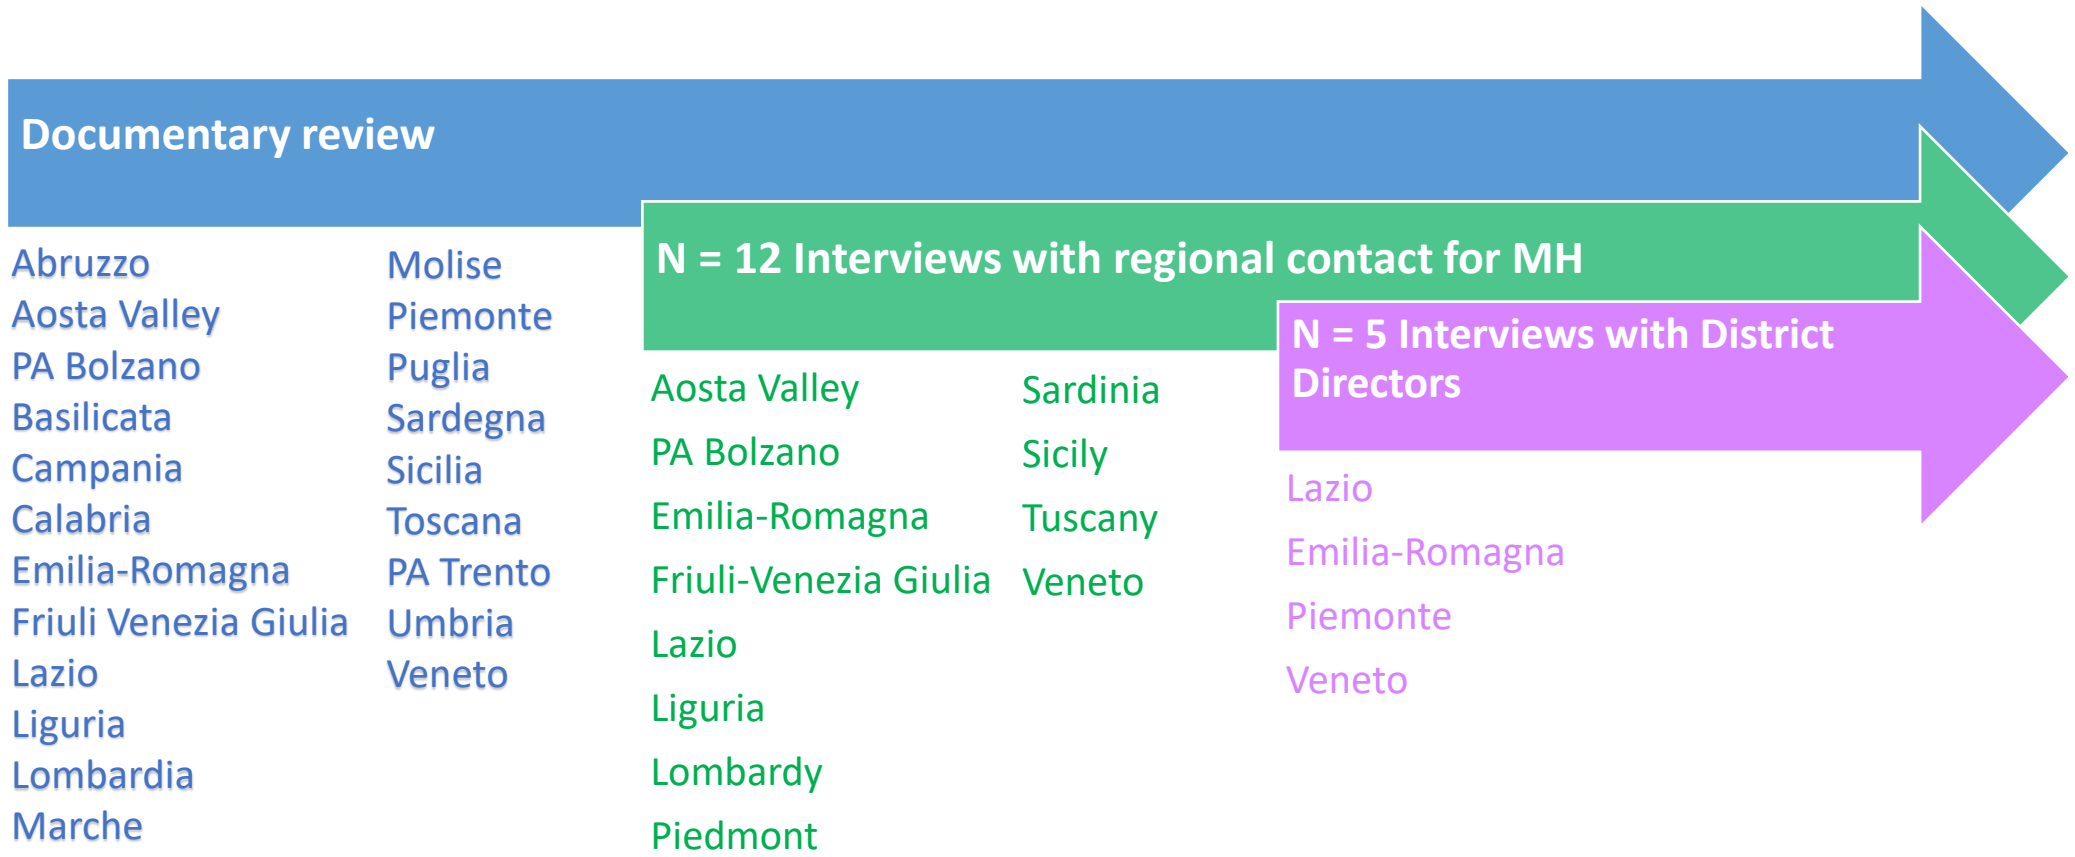 Documentary review
Abruzzo
Aosta Valley
PA Bolzano
Basilicata
Campania
Calabria
Emilia-Romagna
Friuli Venezia Giulia
Lazio
Liguria
Lombardia
Marche
Molise
Piemonte
Puglia
Sardegna
Sicilia
Toscana
PA Trento
Umbria
Veneto
N = 12 Interviews with regional contact for MH
Aosta Valley
PA Bolzano
Emilia-Romagna
Friuli-Venezia Giulia
Lazio
Liguria
Lombardy
Piedmont
Sardinia
Sicily
Tuscany
Veneto
N = 5 Interviews with District
Directors
Lazio
Emilia-Romagna
Piemonte
Veneto